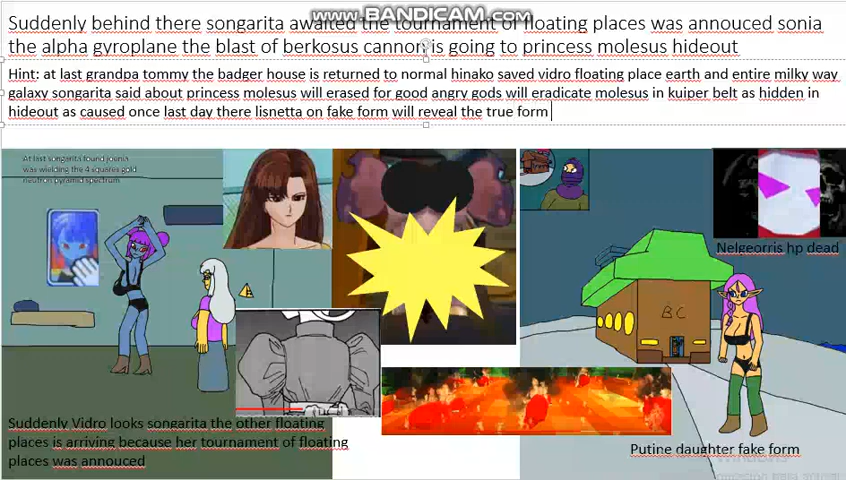 www.BANDICAM.com
Suddenly behind there songarita awaited the tournament of floating places was annouced sonia
the alpha gyroplane the blast of berkosus cannon is going to princess molesus hideout
Hint: at last grandpa tommy the badger house is returned to normal hinako saved vidro floating place earth and entire milky way
galaxy songarita said about princess molesus will erased for good angry gods will eradicate molesus in kuiper belt as hidden in
hideout as caused once last day there lisnetta on fake form will reveal the true form
At last songarita found joenia
was wielding the 4 squares gold
neutron pyramid spectrum
Nelgeorris hp dead
BC
Suddenly Vidro looks songarita the other floating
places is arriving because her tournament of floating
places was annouced
Putine daughter fake form